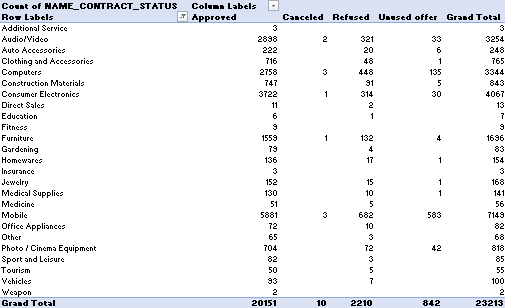 Count of NAME_CONTRACT_STATUS Column Labels
Row Labels Approved Canceled Refused Unused offer Grand Total
Additional Service 3 3
Audio/Video 2898 2 321 33 3254
Auto Accessories 222 20 6 248
Clothing and Accessories 716 48 1 765
Computers 2758 3 448 135 3344
Construction Materials 747 91 5 843
Consumer Electronics 3722 1 314 30 4067
Direct Sales 11 2 13
Education 6 1 7
Fitness 9 9
Furniture 1559 1 132 4 1696
Gardening 79 4 83
Homewares 136 17 1 154
Insurance 3 3
Jewelry 152 15 1 168
Medical Supplies 130 10 1 141
Medicine 51 5 56
Mobile 5881 3 682 583 7149
Office Appliances 72 10 82
Other 65 3 68
Photo / Cinema Equipment 704 72 42 818
Sport and Leisure 82 3 85
Tourism 50 5 55
Vehicles 93 7 100
Weapon 2 2
Grand Total 20151 10 2210 842 23213